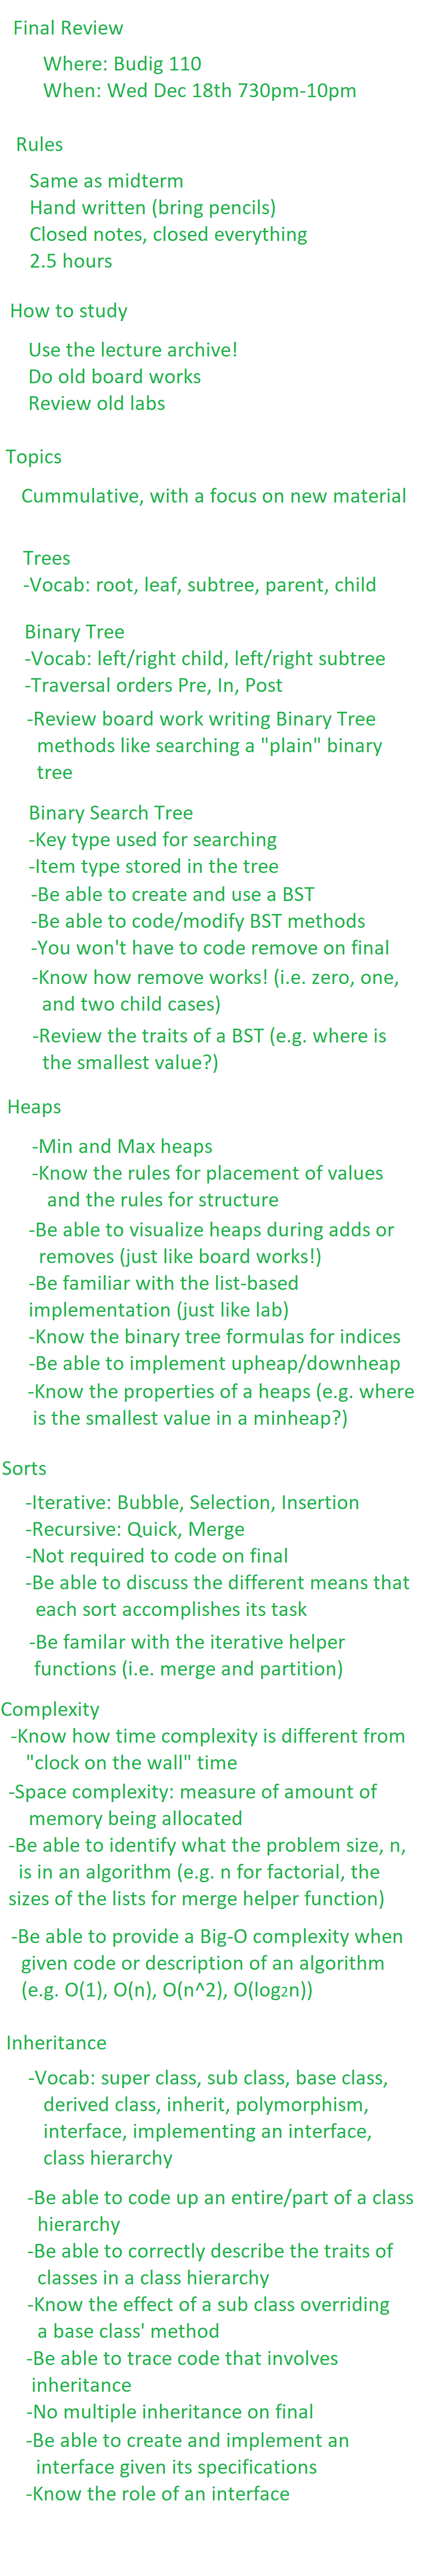 Final Review
Where: Budig 110
When: Wed Dec 18th 730pm-10pm
Rules
Same as midterm
Hand written (bring pencils)
Closed notes, closed everything
2.5 hours
How to study
Use the lecture archive!
Do old board works
Review old labs
Topics
Cummulative, with a focus on new material
Trees
-Vocab: root, leaf, subtree, parent, child
Binary Tree
-Vocab: left/right child, left/right subtree
-Traversal orders Pre, In, Post
-Review board work writing Binary Tree
methods like searching a "plain" binary
tree
Binary Search Tree
-Key type used for searching
-Item type stored in the tree
-Be able to create and use a BST
-Be able to code/modify BST methods
-You won't have to code remove on final
-Know how remove works! (i.e. zero, one,
and two child cases)
-Review the traits of a BST (e.g. where is
the smallest value?)
Heaps
-Min and Max heaps
-Know the rules for placement of values
and the rules for structure
-Be able to visualize heaps during adds or
removes (just like board works!)
-Be familiar with the list-based
implementation (just like lab)
-Know the binary tree formulas for indices
-Be able to implement upheap/downheap
-Know the properties of a heaps (e.g. where
is the smallest value in a minheap?)
Sorts
-Iterative: Bubble, Selection, Insertion
-Recursive: Quick, Merge
-Not required to code on final
-Be able to discuss the different means that
each sort accomplishes its task
-Be familar with the iterative helper
functions (i.e. merge and partition)
Complexity
-Know how time complexity is different from
"clock on the wall" time
-Space complexity: measure of amount of
memory being allocated
-Be able to identify what the problem size, n,
is in an algorithm (e.g. n for factorial, the
sizes of the lists for merge helper function)
-Be able to provide a Big-O complexity when
given code or description of an algorithm
(e.g. O(1), O(n), O(n^2), O(log2n))
Inheritance
-Vocab: super class, sub class, base class,
derived class, inherit, polymorphism,
interface, implementing an interface,
class hierarchy
-Be able to code up an entire/part of a class
hierarchy
-Be able to correctly describe the traits of
classes in a class hierarchy
-Know the effect of a sub class overriding
a base class' method
-Be able to trace code that involves
inheritance
-No multiple inheritance on final
-Be able to create and implement an
interface given its specifications
-Know the role of an interface